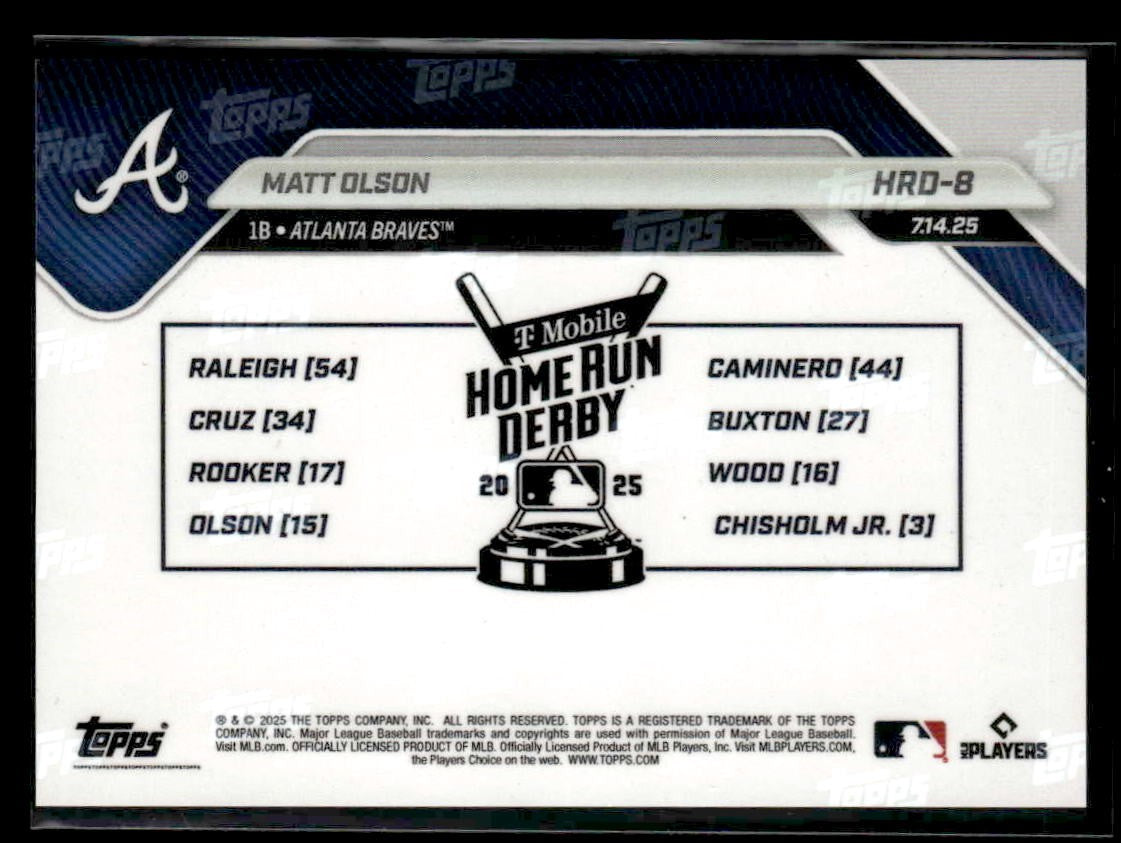 TOPPS
TOPPS
TOPPS
A®
MATT OLSON
HRD-8
1B • ATLANTA BRAVES™
7.14.25
T Mobile
HOME RUN
DERBY
20 25
RALEIGH [54]
CRUZ [34]
ROOKER [17]
OLSON [15]
CAMINERO [44]
BUXTON [27]
WOOD [16]
CHISHOLM JR. [3]
TOPPS
® & © 2025 THE TOPPS COMPANY, INC. ALL RIGHTS RESERVED. TOPPS IS A REGISTERED TRADEMARK OF THE TOPPS
COMPANY, INC. Major League Baseball trademarks and copyrights are used with permission of Major League Baseball.
Visit MLB.com. OFFICIALLY LICENSED PRODUCT OF MLB. Officially Licensed Product of MLB Players, Inc. Visit MLBPLAYERS.COM,
the Players Choice on the web. WWW.TOPPS.COM
PLAYERS